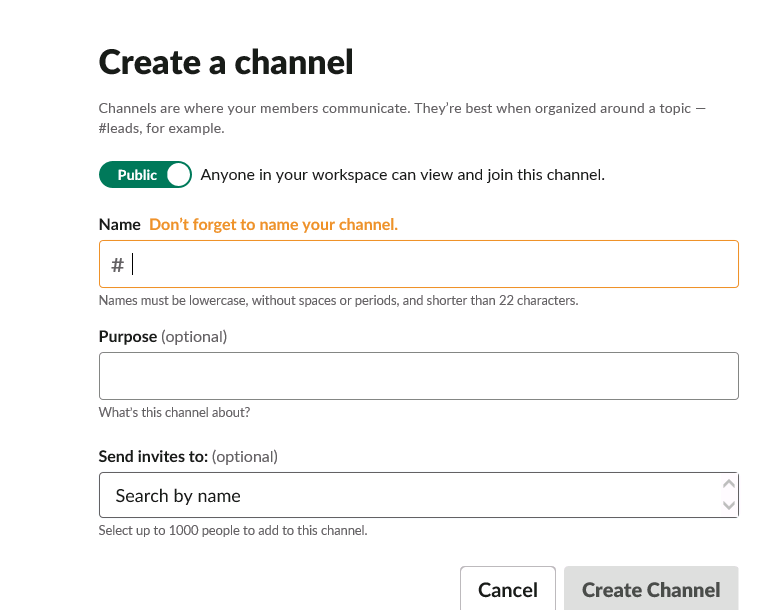 Create a channel
Channels are where your members communicate. They’re best when organized around a topic —
#leads, for example.
Public Anyone in your workspace can view and join this channel.
Name Don’t forget to name your channel.
#
Names must be lowercase, without spaces or periods, and shorter than 22 characters.
Purpose (optional)
What's this channel about?
Send invites to: (optional)
Search by name
Select up to 1000 people to add to this channel.
Cancel Create Channel